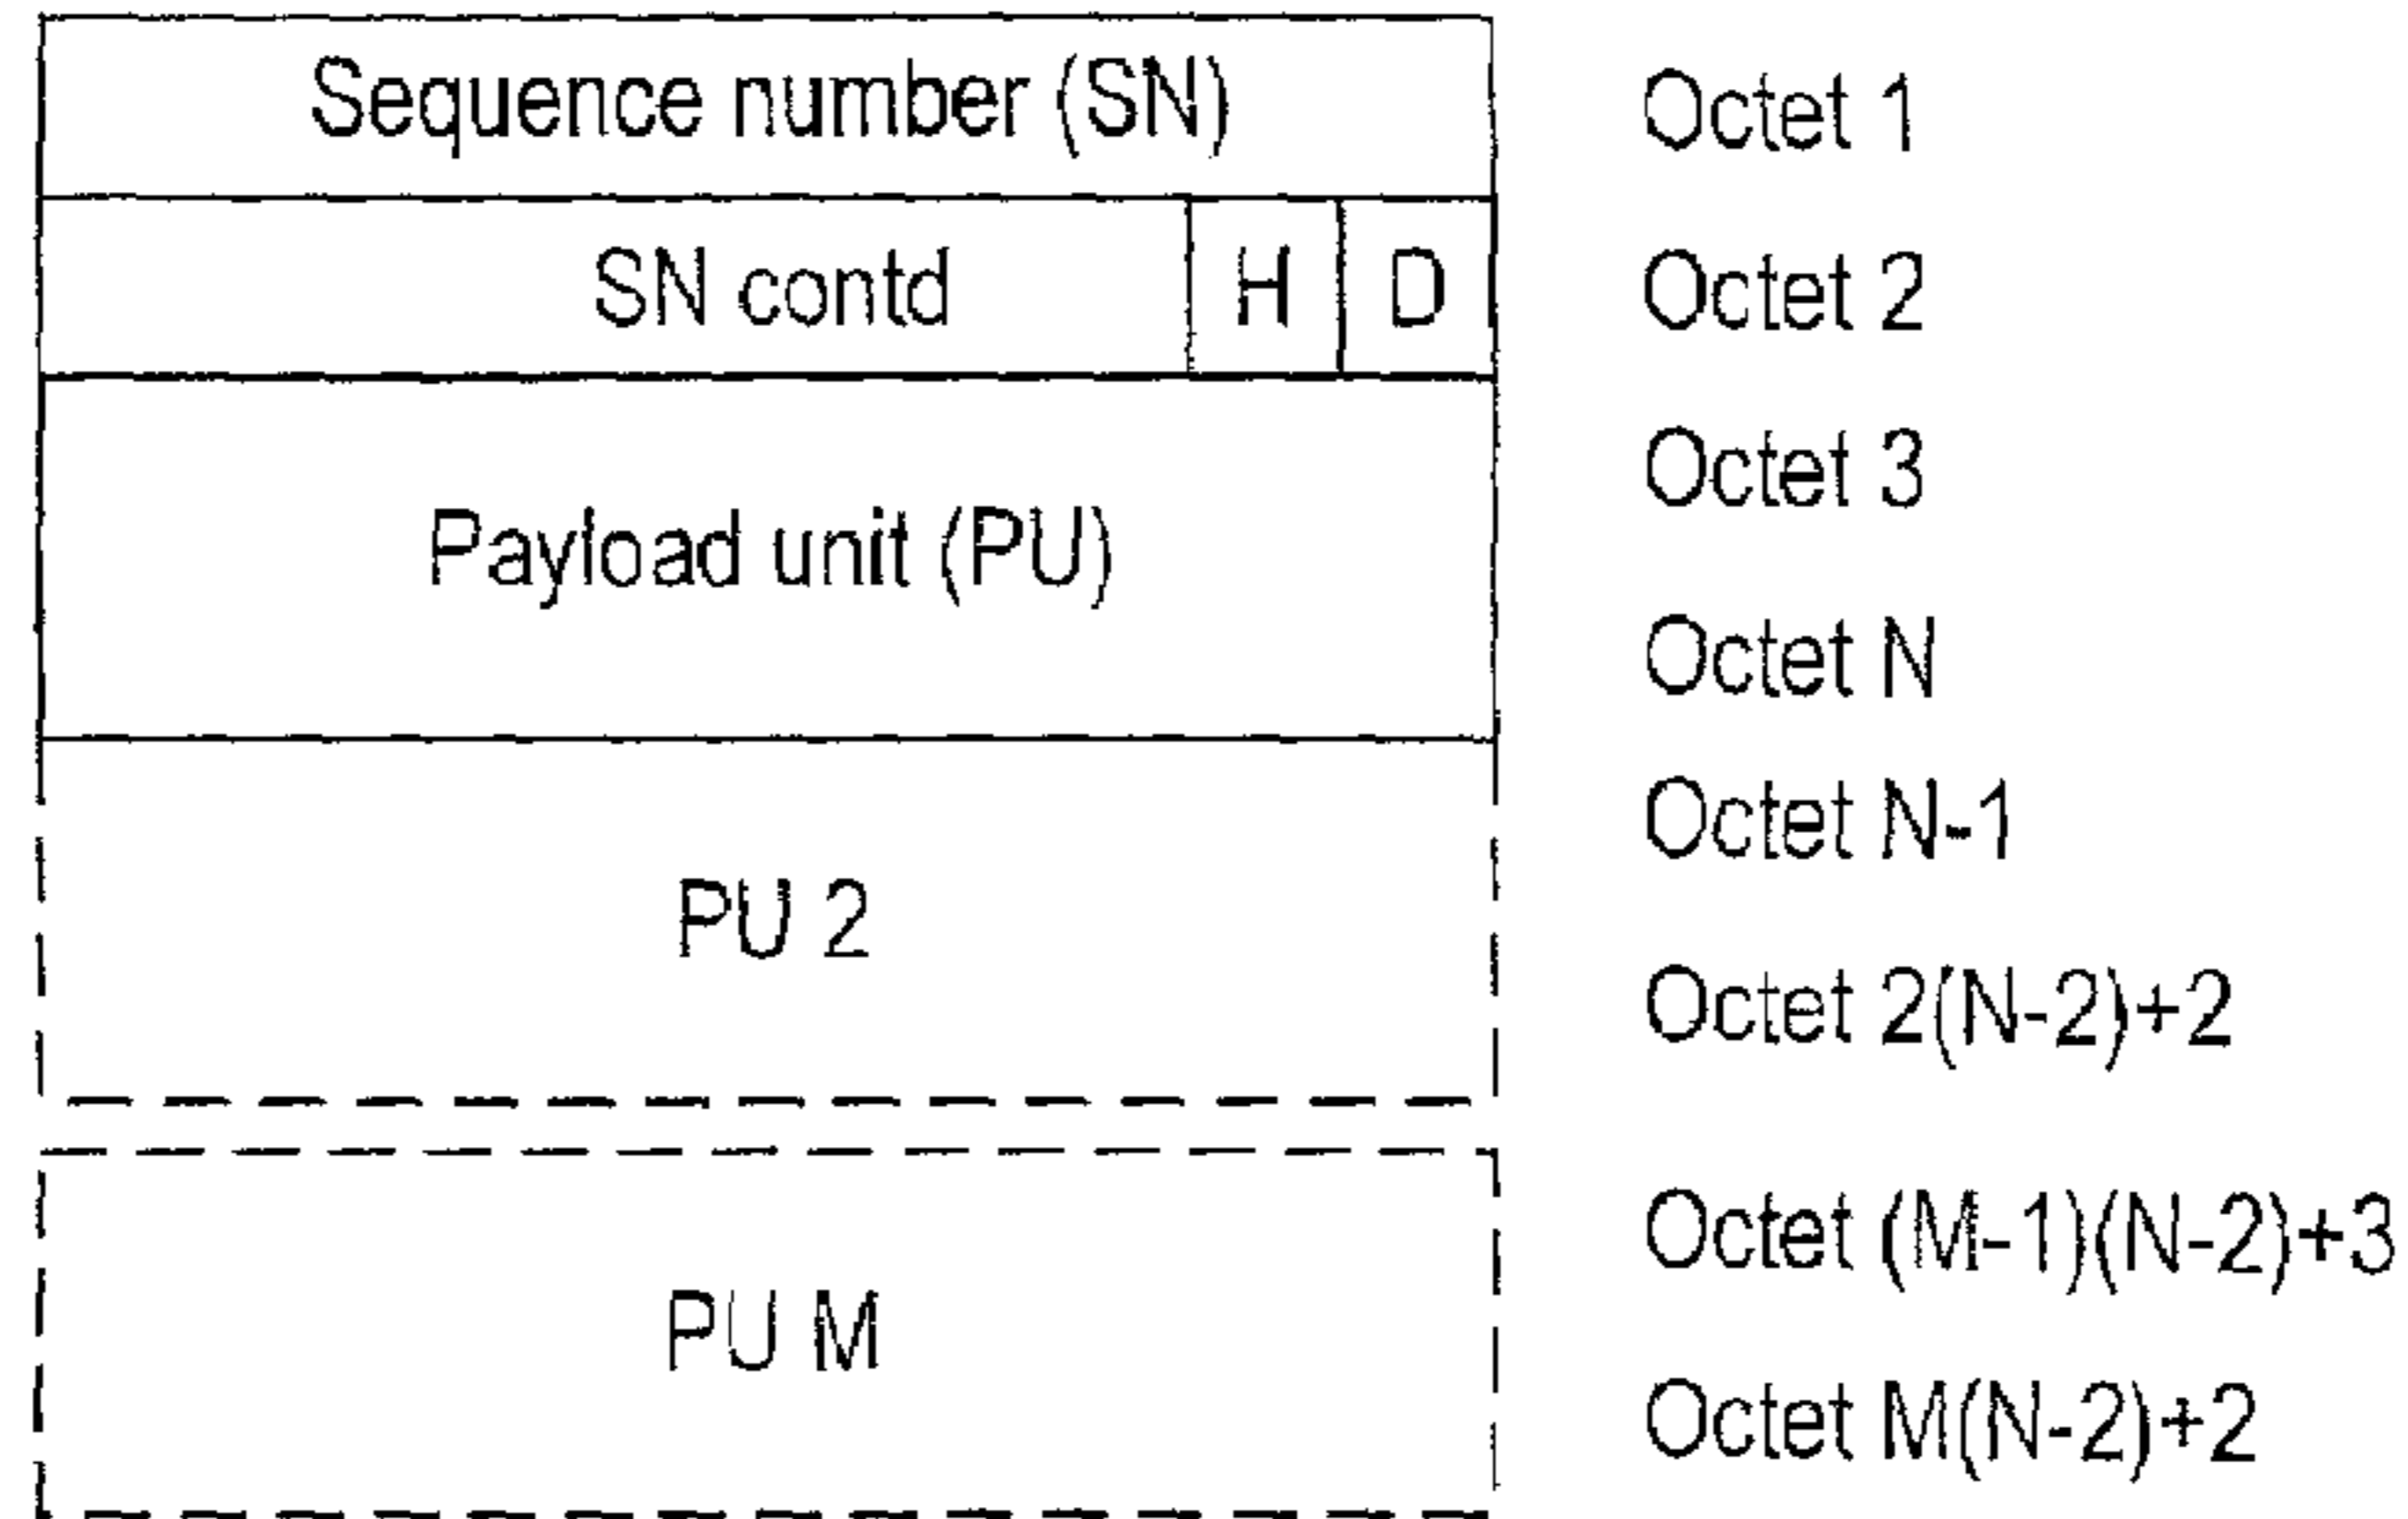 Sequence number (SN) Octet 1
SN contd H D Octet 2
Octet 3
Payload unit (PU)
Octet N
Octet N-1
PU 2
Octet 2(N-2)+2
Octet (M-1)(N-2)+3
PU M
Octet M(N-2)+2